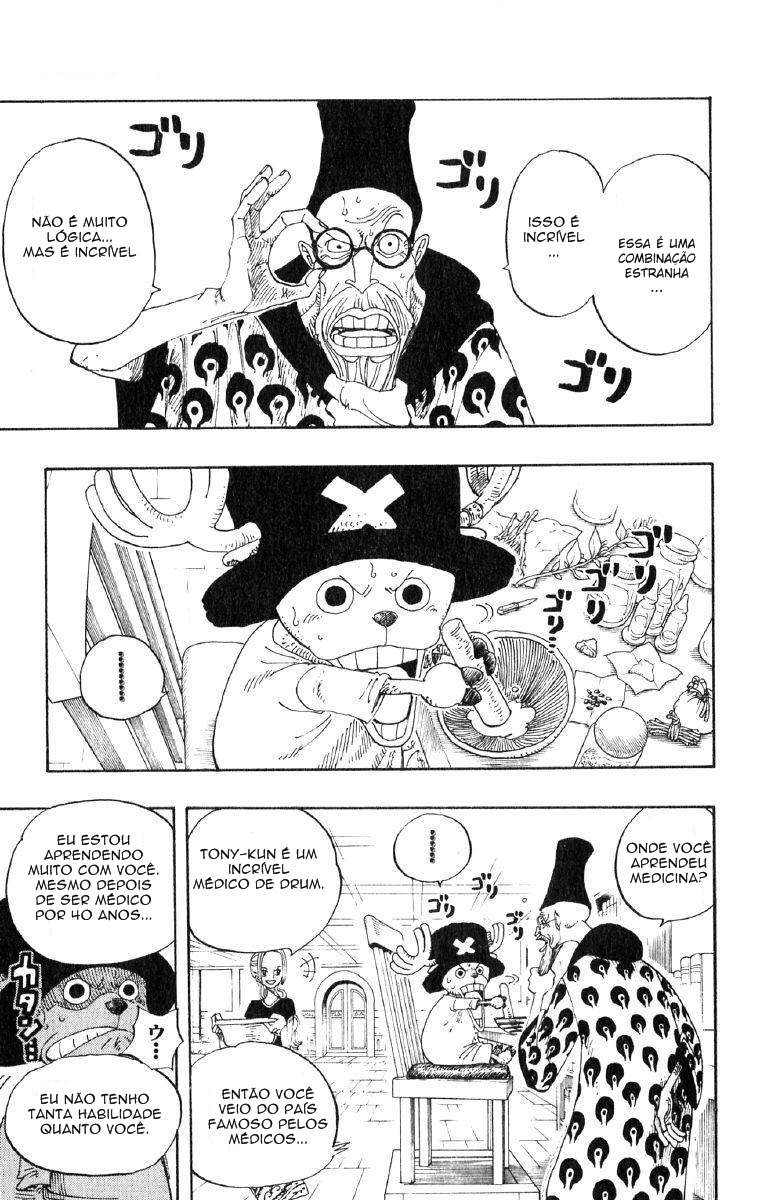 ESSA É UMA
COMBINAÇÃO
ESTRANHA
...
ISSO É
INCRÍVEL
...
NÃO É MUITO
LÓGICA...
MAS É INCRÍVEL
ゴリ
ゴリ
ゴリ
ゴリ
ゴリ
ゴリ
.........
ONDE VOCÊ
APRENDEU
MEDICINA?
......
ゴリ
ゴリ
ゴリ
TONY-KUN É UM
INCRÍVEL
MÉDICO DE DRUM.
ENTÃO VOCÊ
VEIO DO PAÍS
FAMOSO PELOS
MÉDICOS...
EU ESTOU
APRENDENDO
MUITO COM VOCÊ.
MESMO DEPOIS
DE SER MÉDICO
POR 40 ANOS...
カタン!!
ウ...
EU NÃO TENHO
TANTA HABILIDADE
QUANTO VOCÊ.